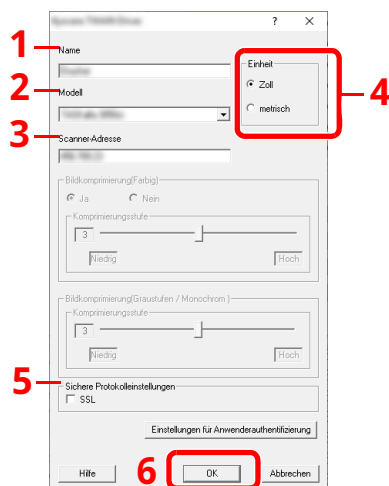 ? ×
1
Name
Einheit
Zoll
metrisch
4
2
Modell
3
Scanner-Adresse
Bildkomprimierung(Farbig)
Ja Nein
Komprimierungsstufe
3
Niedrig Hoch
Bildkomprimierung(Graustufen / Monochrom )
Komprimierungsstufe
3
Niedrig Hoch
5
Sichere Protokolleinstellungen
SSL
Einstellungen für Anwenderauthentifizierung
6
Hilfe OK Abbrechen